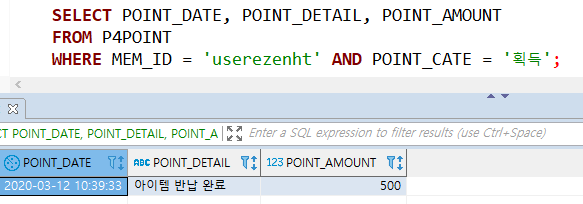 SELECT POINT_DATE, POINT_DETAIL, POINT_AMOUNT
FROM P4POINT
WHERE MEM_ID = 'userezenht' AND POINT_CATE = '획득';
CT POINT_DATE, POINT_DETAIL, POINT_A Enter a SQL expression to filter results (use Ctrl+Space)
POINT_DATE ABC POINT_DETAIL 123 POINT_AMOUNT
2020-03-12 10:39:33 아이템 반납 완료 500